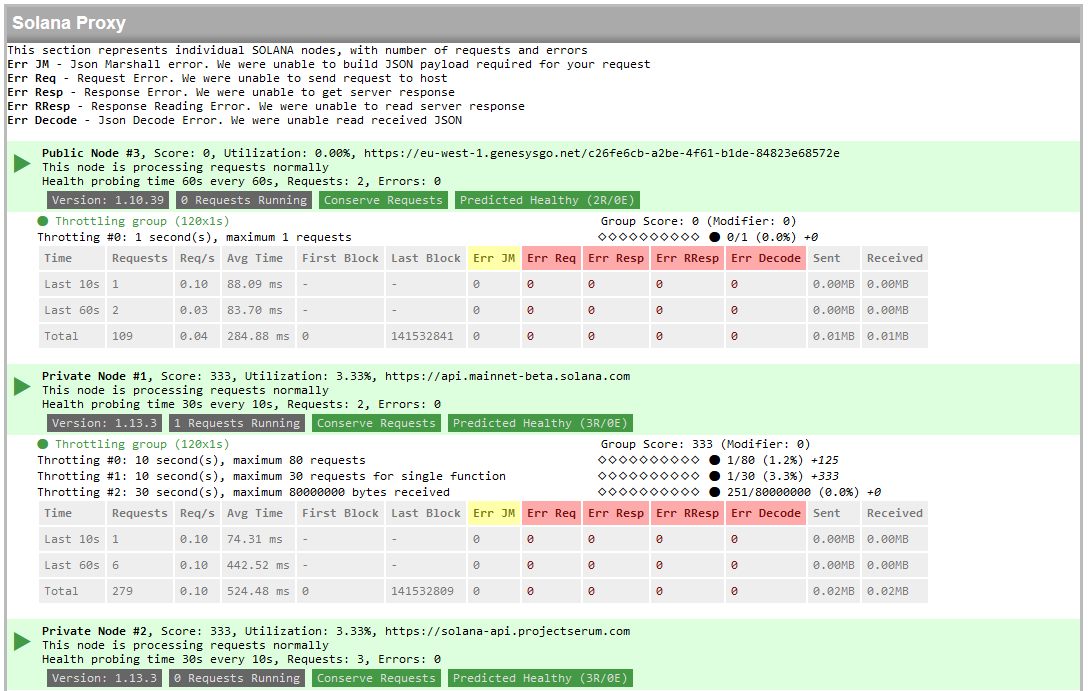 Solana Proxy
This section represents individual SOLANA nodes, with number of requests and errors
Err JM - Json Marshall error. We were unable to build JSON payload required for your request
Err Req - Request Error. We were unable to send request to host
Err Resp - Response Error. We were unable to get server response
Err RResp - Response Reading Error. We were unable to read server response
Err Decode - Json Decode Error. We were unable read received JSON
Public Node #3, Score: 0, Utilization: 0.00%, https://eu-west-1.genesysgo.net/c26fe6cb-a2be-4f61-b1de-84823e68572e
This node is processing requests normally
Health probing time 60s every 60s, Requests: 2, Errors: 0
Version: 1.10.39 0 Requests Running Conserve Requests Predicted Healthy (2R/0E)
Throttling group (120x1s) Group Score: 0 (Modifier: 0)
Throtting #0: 1 second(s), maximum 1 requests ◇◇◇◇◇◇◇◇◇◇ ● 0/1 (0.0%) +0
Time Requests Req/s Avg Time First Block Last Block Err JM Err Req Err Resp Err RResp Err Decode Sent Received
Last 10s 1 0.10 88.09 ms - - 0 0 0 0 0 0.00MB 0.00MB
Last 60s 2 0.03 83.70 ms - - 0 0 0 0 0 0.00MB 0.00MB
Total 109 0.04 284.88 ms 0 141532841 0 0 0 0 0 0.01MB 0.01MB
Private Node #1, Score: 333, Utilization: 3.33%, https://api.mainnet-beta.solana.com
This node is processing requests normally
Health probing time 30s every 10s, Requests: 2, Errors: 0
Version: 1.13.3 1 Requests Running Conserve Requests Predicted Healthy (3R/0E)
Throttling group (120x1s) Group Score: 333 (Modifier: 0)
Throtting #0: 10 second(s), maximum 80 requests ◇◇◇◇◇◇◇◇◇◇ ● 1/80 (1.2%) +125
Throtting #1: 10 second(s), maximum 30 requests for single function ◇◇◇◇◇◇◇◇◇◇ ● 1/30 (3.3%) +333
Throtting #2: 30 second(s), maximum 80000000 bytes received ◇◇◇◇◇◇◇◇◇◇ ● 251/80000000 (0.0%) +0
Time Requests Req/s Avg Time First Block Last Block Err JM Err Req Err Resp Err RResp Err Decode Sent Received
Last 10s 1 0.10 74.31 ms - - 0 0 0 0 0 0.00MB 0.00MB
Last 60s 6 0.10 442.52 ms - - 0 0 0 0 0 0.00MB 0.00MB
Total 279 0.10 524.48 ms 0 141532809 0 0 0 0 0 0.02MB 0.02MB
Private Node #2, Score: 333, Utilization: 3.33%, https://solana-api.projectserum.com
This node is processing requests normally
Health probing time 30s every 10s, Requests: 3, Errors: 0
Version: 1.13.3 0 Requests Running Conserve Requests Predicted Healthy (3R/0E)